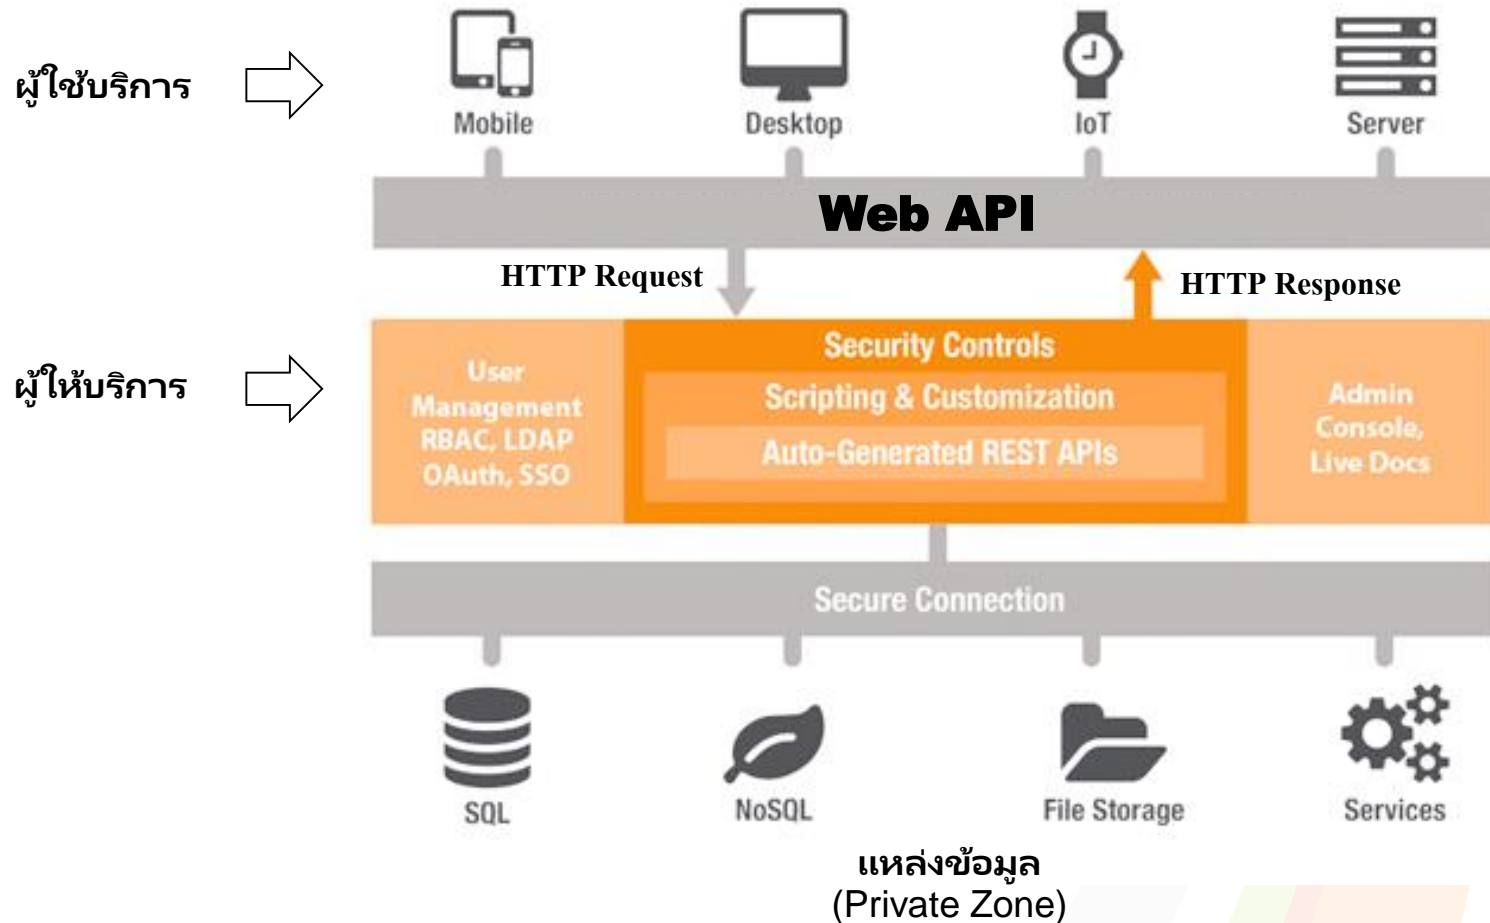 ผู้ใช้บริการ
Mobile
Desktop
IoT
Server
Web API
HTTP Request
HTTP Response
ผู้ให้บริการ
User
Management
RBAC, LDAP
OAuth, SSO
Security Controls
Scripting & Customization
Auto-Generated REST APIs
Admin
Console,
Live Docs
Secure Connection
SQL
NoSQL
File Storage
Services
แหล่งข้อมูล
(Private Zone)